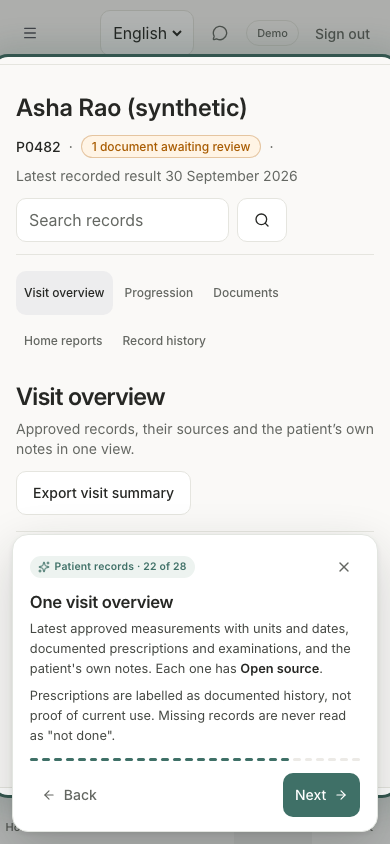 English
Demo
Sign out
Asha Rao (synthetic)
P0482 · 1 document awaiting review ·
Latest recorded result 30 September 2026
Search records
Visit overview Progression Documents
Home reports Record history
Visit overview
Approved records, their sources and the patient’s own
notes in one view.
Export visit summary
Patient records · 22 of 28
One visit overview
Latest approved measurements with units and dates,
documented prescriptions and examinations, and the
patient's own notes. Each one has Open source.
Prescriptions are labelled as documented history, not
proof of current use. Missing records are never read
as "not done".
Back
Next